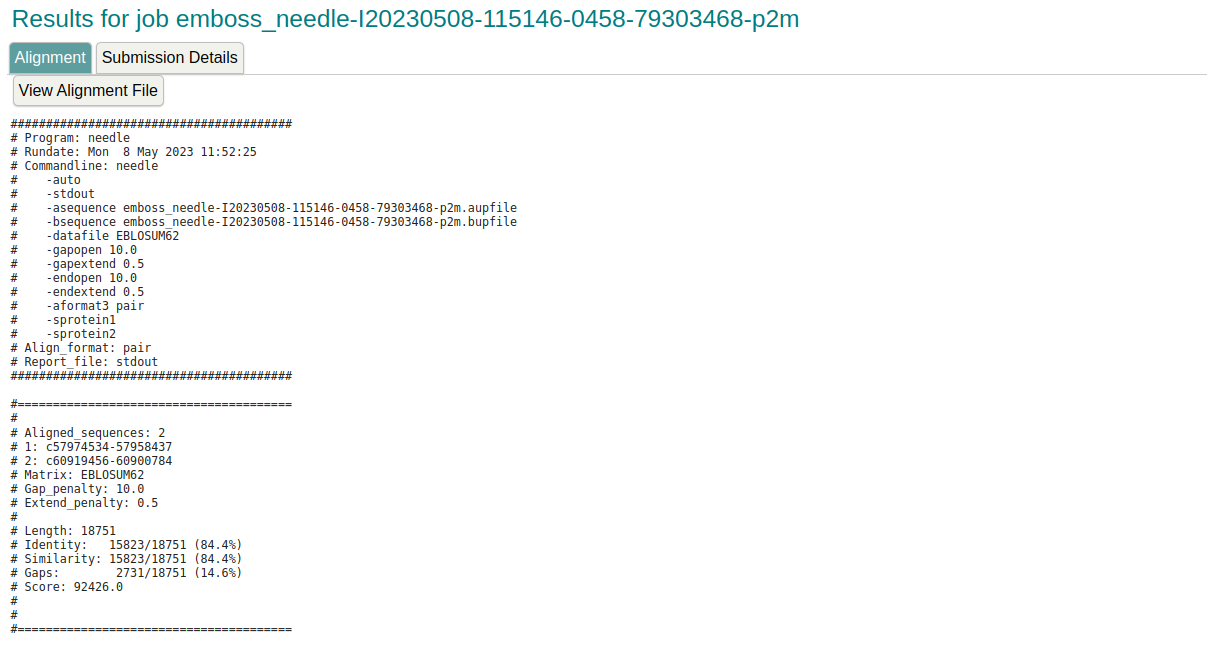 Results for job emboss_needle-I20230508-115146-0458-79303468-p2m
Alignment Submission Details
View Alignment File
########################################
# Program: needle
# Rundate: Mon  8 May 2023 11:52:25
# Commandline: needle
#    -auto
#    -stdout
#    -asequence emboss_needle-I20230508-115146-0458-79303468-p2m.aupfile
#    -bsequence emboss_needle-I20230508-115146-0458-79303468-p2m.bupfile
#    -datafile EBLOSUM62
#    -gapopen 10.0
#    -gapextend 0.5
#    -endopen 10.0
#    -endextend 0.5
#    -aformat3 pair
#    -sprotein1
#    -sprotein2
# Align_format: pair
# Report_file: stdout
########################################
#=======================================
#
# Aligned_sequences: 2
# 1: c57974534-57958437
# 2: c60919456-60900784
# Matrix: EBLOSUM62
# Gap_penalty: 10.0
# Extend_penalty: 0.5
#
# Length: 18751
# Identity:   15823/18751 (84.4%)
# Similarity: 15823/18751 (84.4%)
# Gaps:        2731/18751 (14.6%)
# Score: 92426.0
#
#
#=======================================